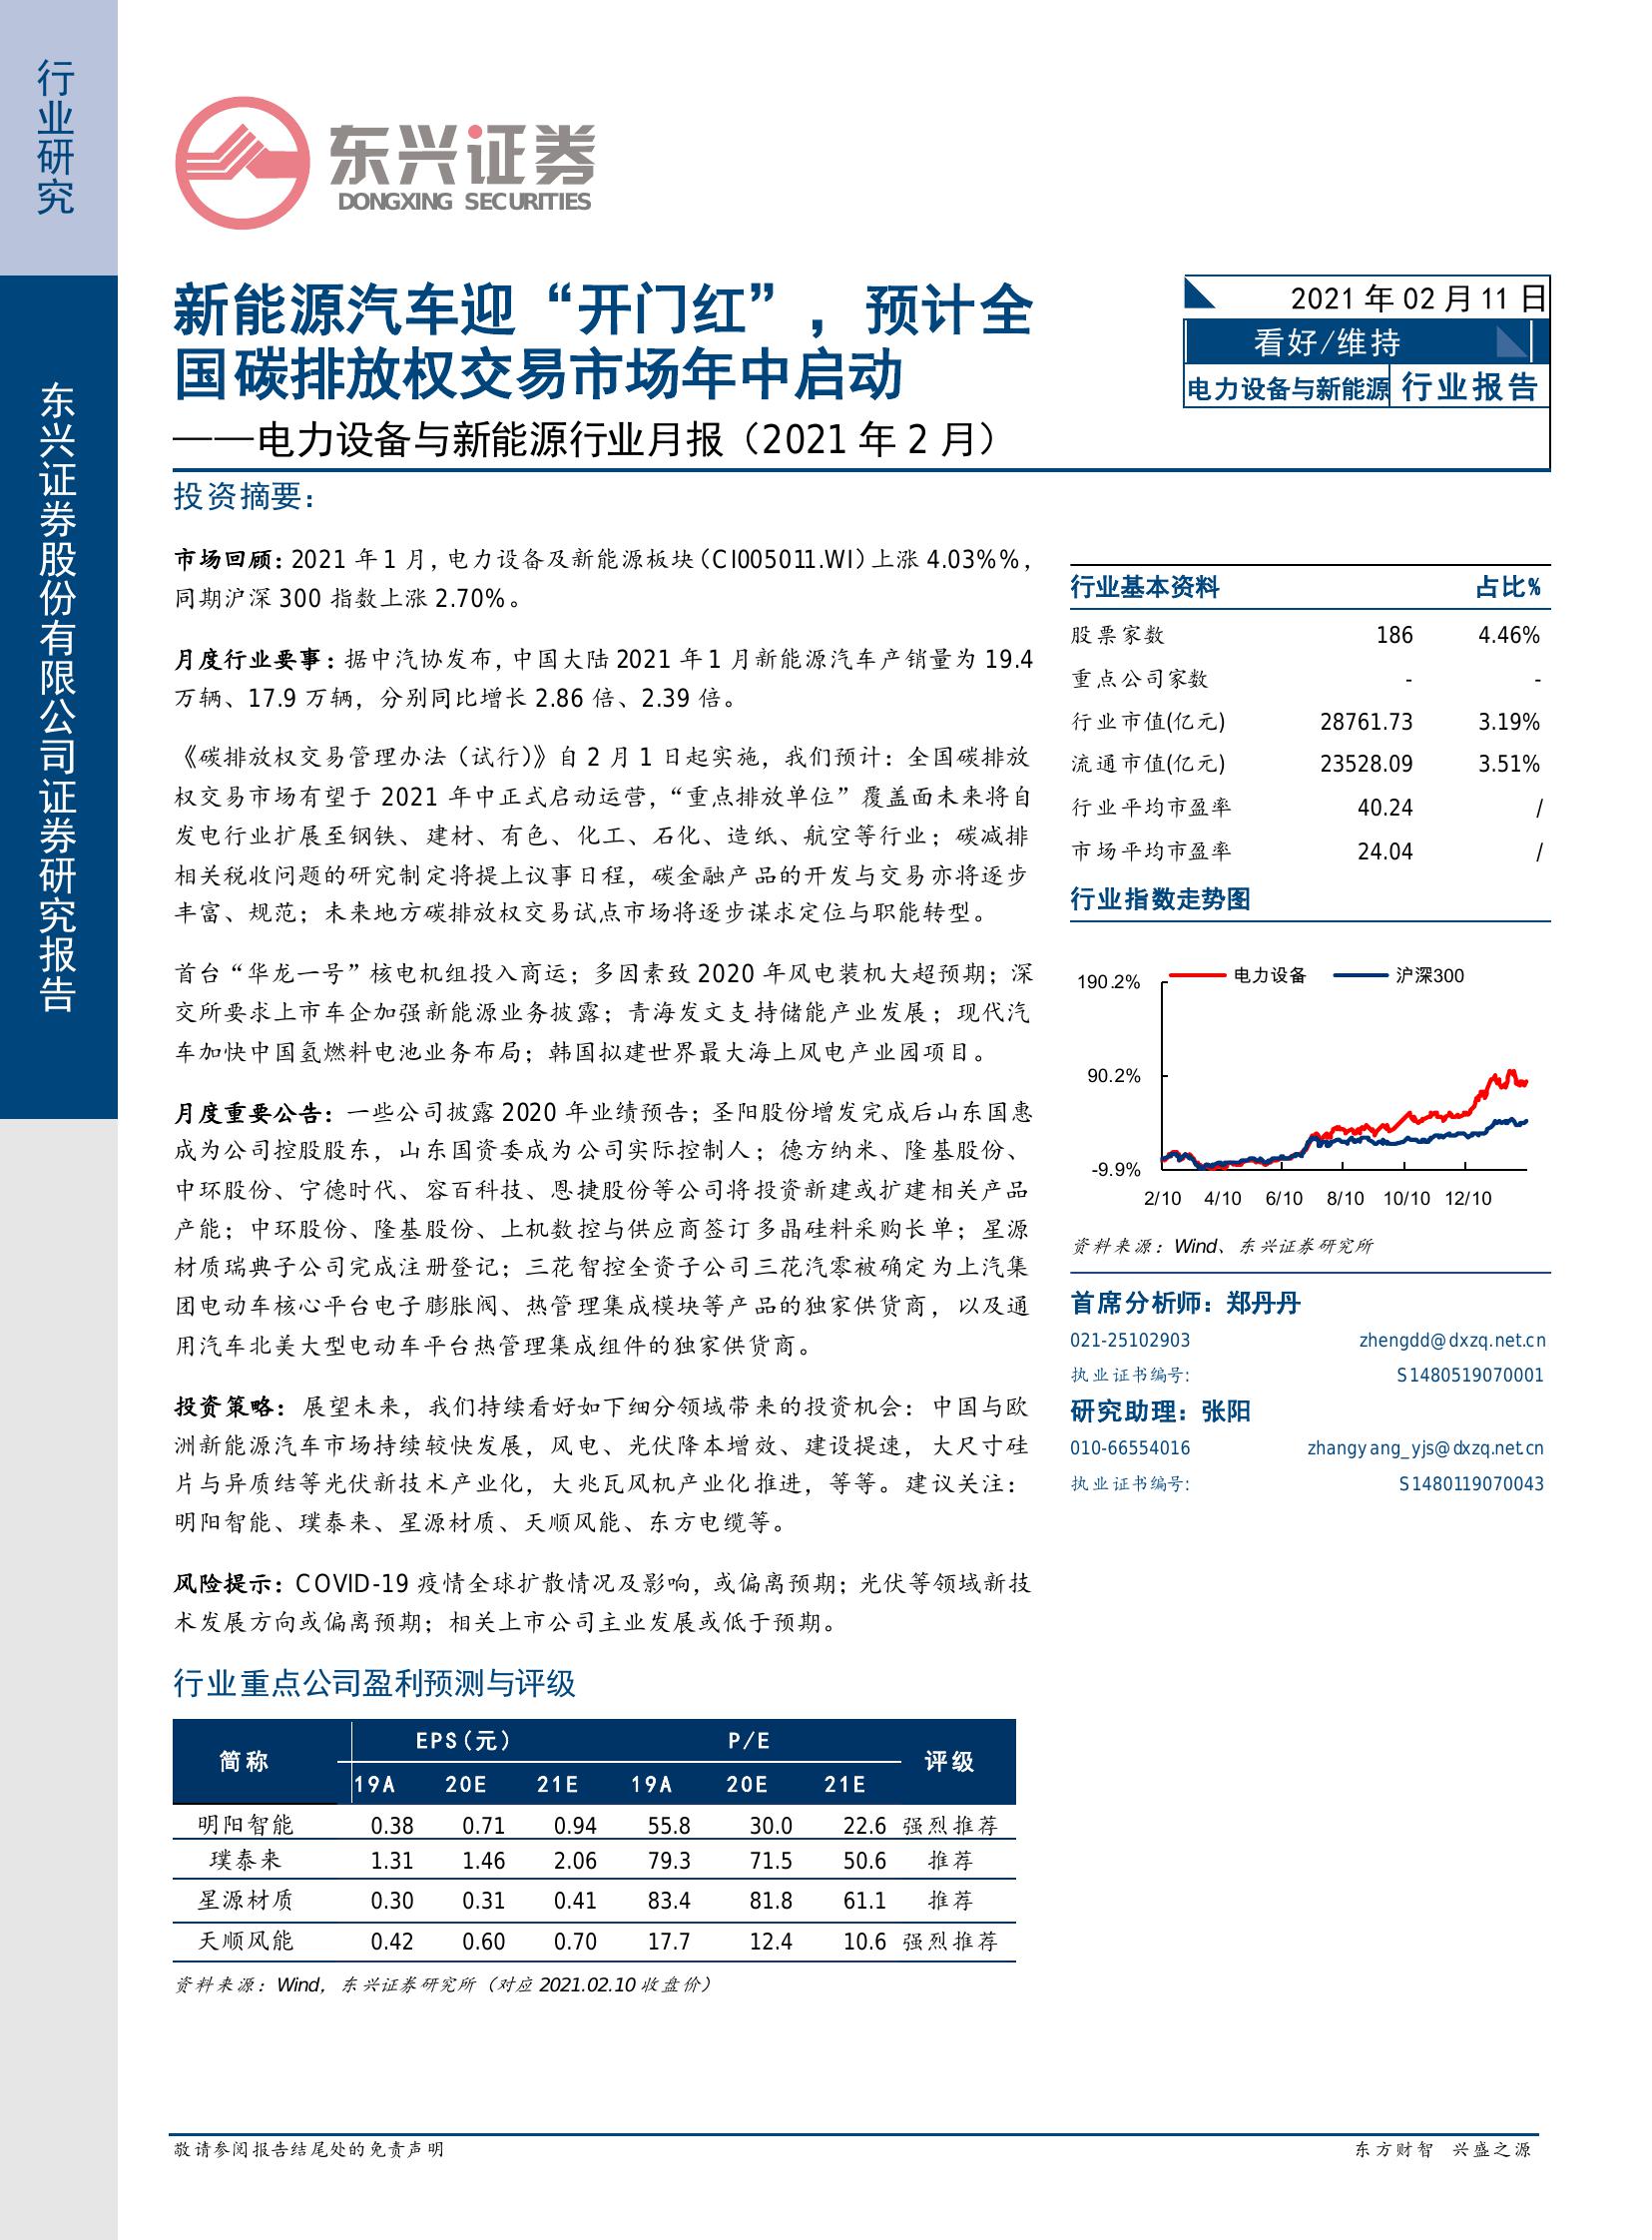 行业研究
东兴证券股份有限公司证券研究报告
东兴证券
DONGXING SECURITIES
新能源汽车迎“开门红”，预计全
国碳排放权交易市场年中启动
——电力设备与新能源行业月报（2021 年 2 月）
2021 年 02 月 11 日
看好/维持
电力设备与新能源 行业报告
投资摘要：
市场回顾：2021 年 1 月，电力设备及新能源板块（CI005011.WI）上涨 4.03%%，
同期沪深 300 指数上涨 2.70%。
月度行业要事：据中汽协发布，中国大陆 2021 年 1 月新能源汽车产销量为 19.4
万辆、17.9 万辆，分别同比增长 2.86 倍、2.39 倍。
《碳排放权交易管理办法（试行）》自 2 月 1 日起实施，我们预计：全国碳排放
权交易市场有望于 2021 年中正式启动运营，“重点排放单位”覆盖面未来将自
发电行业扩展至钢铁、建材、有色、化工、石化、造纸、航空等行业；碳减排
相关税收问题的研究制定将提上议事日程，碳金融产品的开发与交易亦将逐步
丰富、规范；未来地方碳排放权交易试点市场将逐步谋求定位与职能转型。
首台“华龙一号”核电机组投入商运；多因素致 2020 年风电装机大超预期；深
交所要求上市车企加强新能源业务披露；青海发文支持储能产业发展；现代汽
车加快中国氢燃料电池业务布局；韩国拟建世界最大海上风电产业园项目。
月度重要公告：一些公司披露 2020 年业绩预告；圣阳股份增发完成后山东国惠
成为公司控股股东，山东国资委成为公司实际控制人；德方纳米、隆基股份、
中环股份、宁德时代、容百科技、恩捷股份等公司将投资新建或扩建相关产品
产能；中环股份、隆基股份、上机数控与供应商签订多晶硅料采购长单；星源
材质瑞典子公司完成注册登记；三花智控全资子公司三花汽零被确定为上汽集
团电动车核心平台电子膨胀阀、热管理集成模块等产品的独家供货商，以及通
用汽车北美大型电动车平台热管理集成组件的独家供货商。
投资策略：展望未来，我们持续看好如下细分领域带来的投资机会：中国与欧
洲新能源汽车市场持续较快发展，风电、光伏降本增效、建设提速，大尺寸硅
片与异质结等光伏新技术产业化，大兆瓦风机产业化推进，等等。建议关注：
明阳智能、璞泰来、星源材质、天顺风能、东方电缆等。
风险提示：COVID-19 疫情全球扩散情况及影响，或偏离预期；光伏等领域新技
术发展方向或偏离预期；相关上市公司主业发展或低于预期。
行业重点公司盈利预测与评级
简称 EPS(元) P/E 评级
19A 20E 21E 19A 20E 21E
明阳智能 0.38 0.71 0.94 55.8 30.0 22.6 强烈推荐
璞泰来 1.31 1.46 2.06 79.3 71.5 50.6 推荐
星源材质 0.30 0.31 0.41 83.4 81.8 61.1 推荐
天顺风能 0.42 0.60 0.70 17.7 12.4 10.6 强烈推荐
资料来源：Wind，东兴证券研究所（对应 2021.02.10 收盘价）
行业基本资料 占比%
股票家数 186 4.46%
重点公司家数 - -
行业市值(亿元) 28761.73 3.19%
流通市值(亿元) 23528.09 3.51%
行业平均市盈率 40.24 /
市场平均市盈率 24.04 /
行业指数走势图
电力设备 沪深300
190.2%
90.2%
-9.9%
2/10 4/10 6/10 8/10 10/10 12/10
资料来源：Wind、东兴证券研究所
首席分析师：郑丹丹
021-25102903 zhengdd@dxzq.net.cn
执业证书编号: S1480519070001
研究助理：张阳
010-66554016 zhangyang_yjs@dxzq.net.cn
执业证书编号: S1480119070043
敬请参阅报告结尾处的免责声明
东方财智 兴盛之源